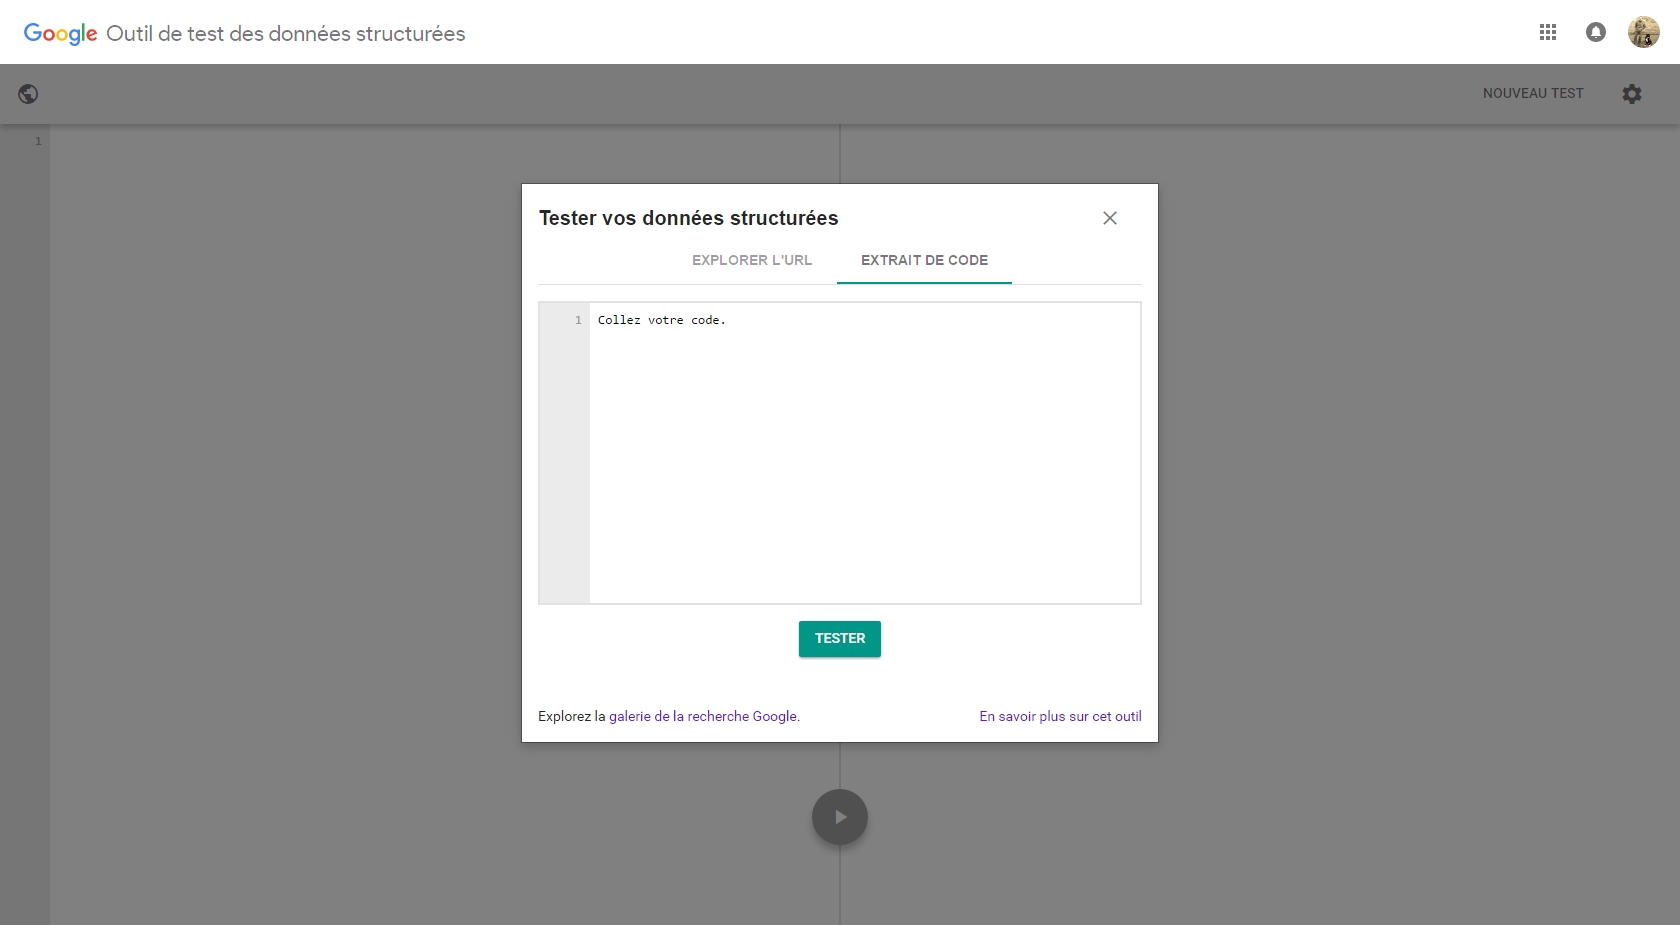 Google Outil de test des données structurées
NOUVEAU TEST
1
Tester vos données structurées
EXPLORER L'URL EXTRAIT DE CODE
1 Collez votre code.
TESTER
Explorez la galerie de la recherche Google. En savoir plus sur cet outil